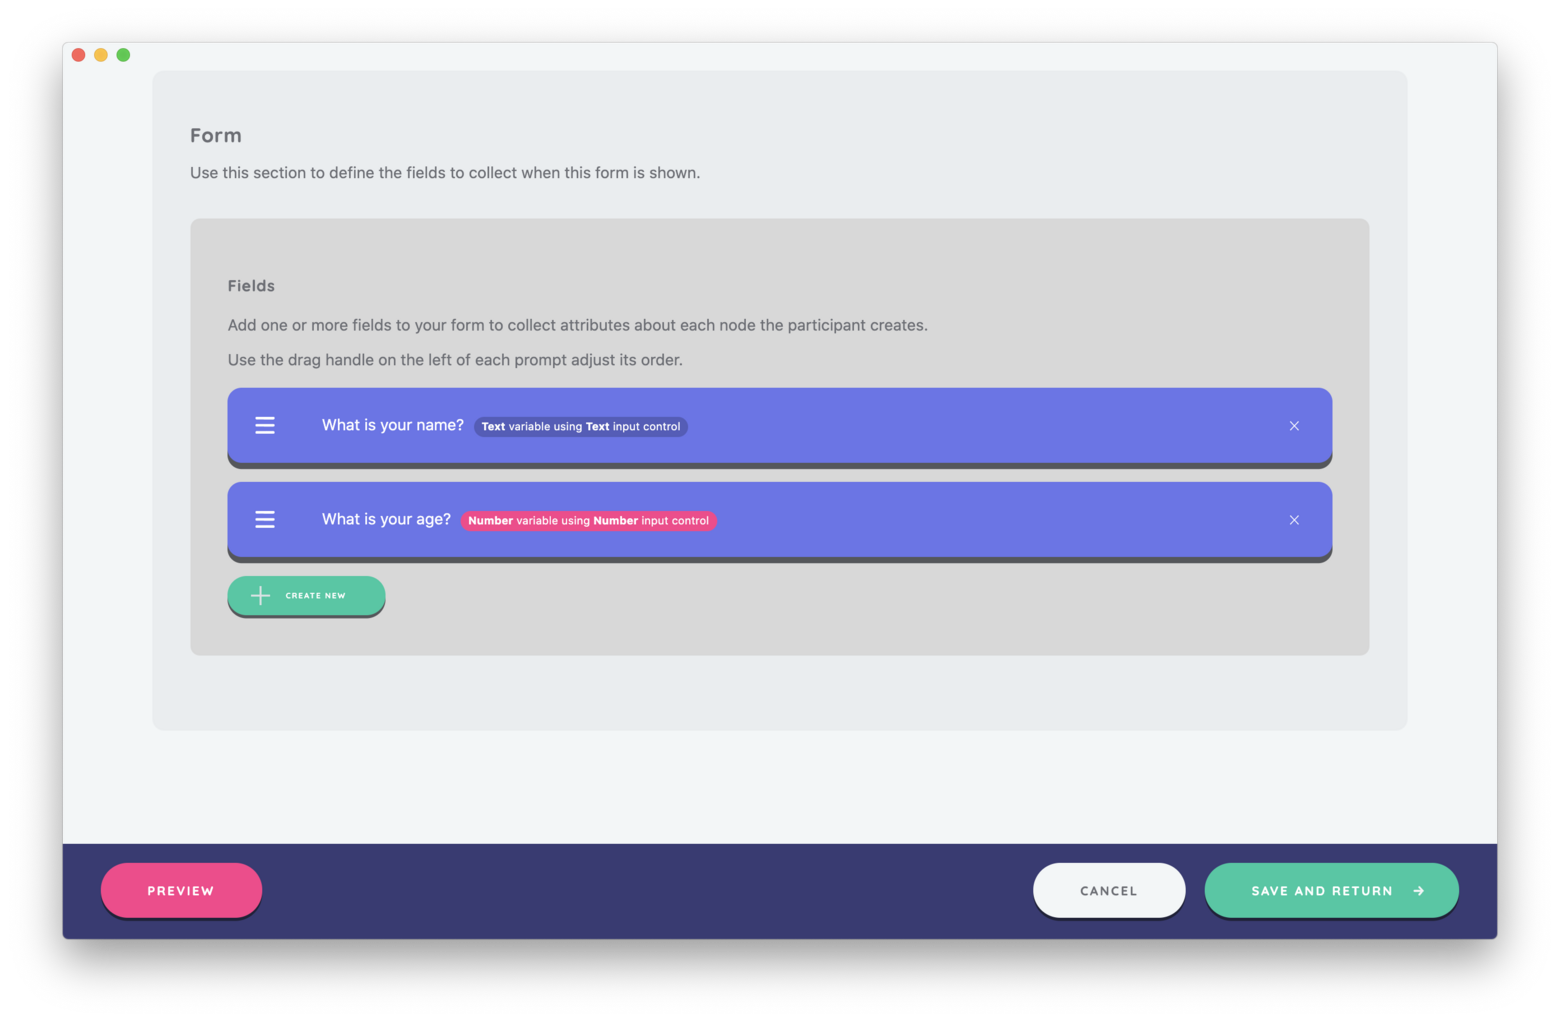 Form
Use this section to define the fields to collect when this form is shown.
Fields
Add one or more fields to your form to collect attributes about each node the participant creates.
Use the drag handle on the left of each prompt adjust its order.
What is your name? Text variable using Text input control
What is your age? Number variable using Number input control
CREATE NEW
PREVIEW CANCEL SAVE AND RETURN